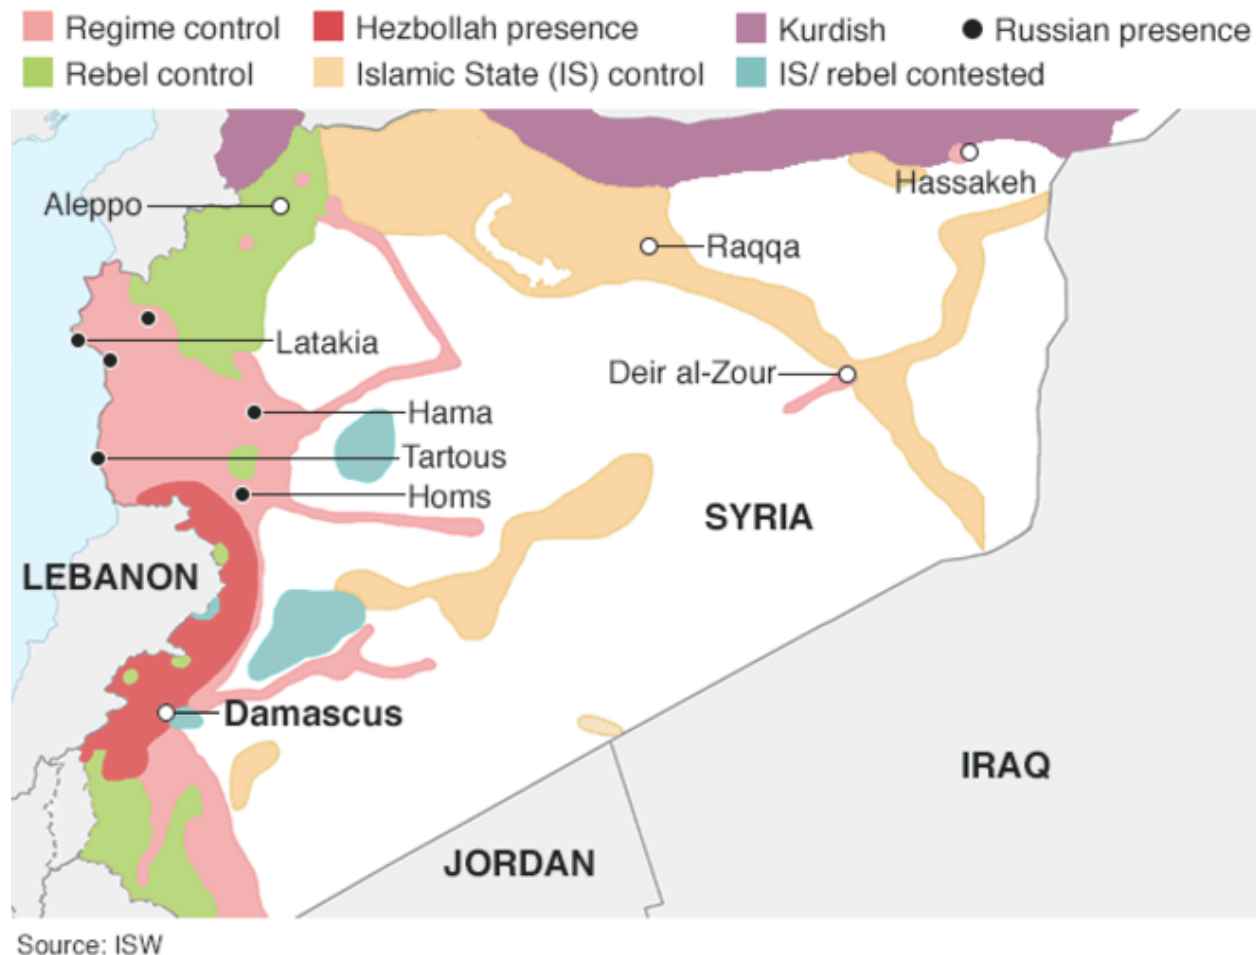 Regime control
Hezbollah presence
Kurdish
Russian presence
Rebel control
Islamic State (IS) control
IS/ rebel contested
Hassakeh
Aleppo
Raqqa
Latakia
Deir al-Zour
Hama
Tartous
Homs
SYRIA
LEBANON
Damascus
IRAQ
JORDAN
Source: ISW